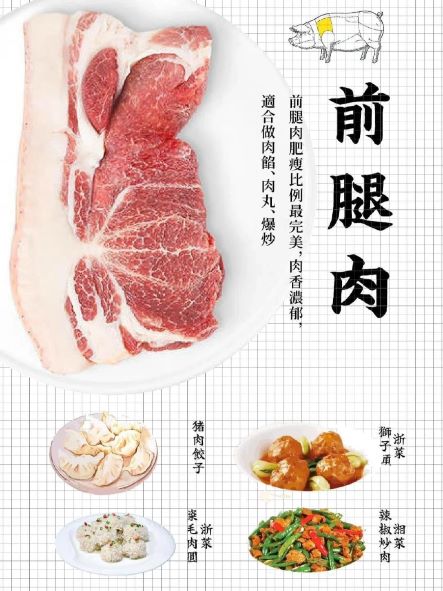 前腿肉
前腿肉肥瘦比例最完美，肉香濃郁，
適合做肉餡、肉丸、爆炒
豬肉餃子
浙菜
獅子頭
浙菜
毛肉圓
湘菜
辣椒炒肉